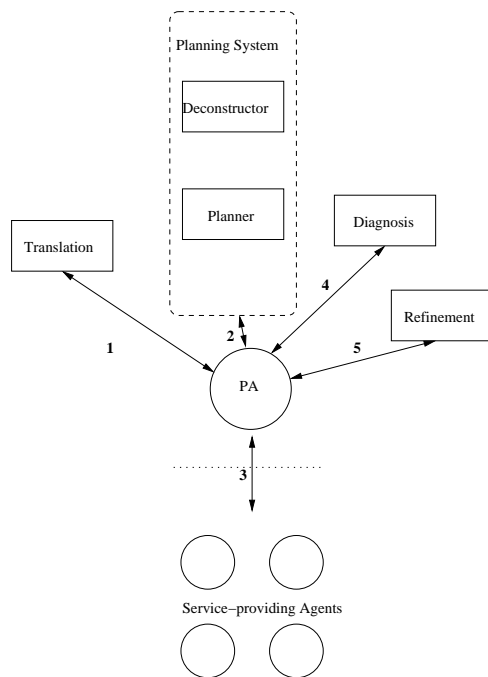 Planning System
Deconstructor
Planner
Translation
Diagnosis
4
Refinement
2
1
5
PA
3
Service−providing Agents